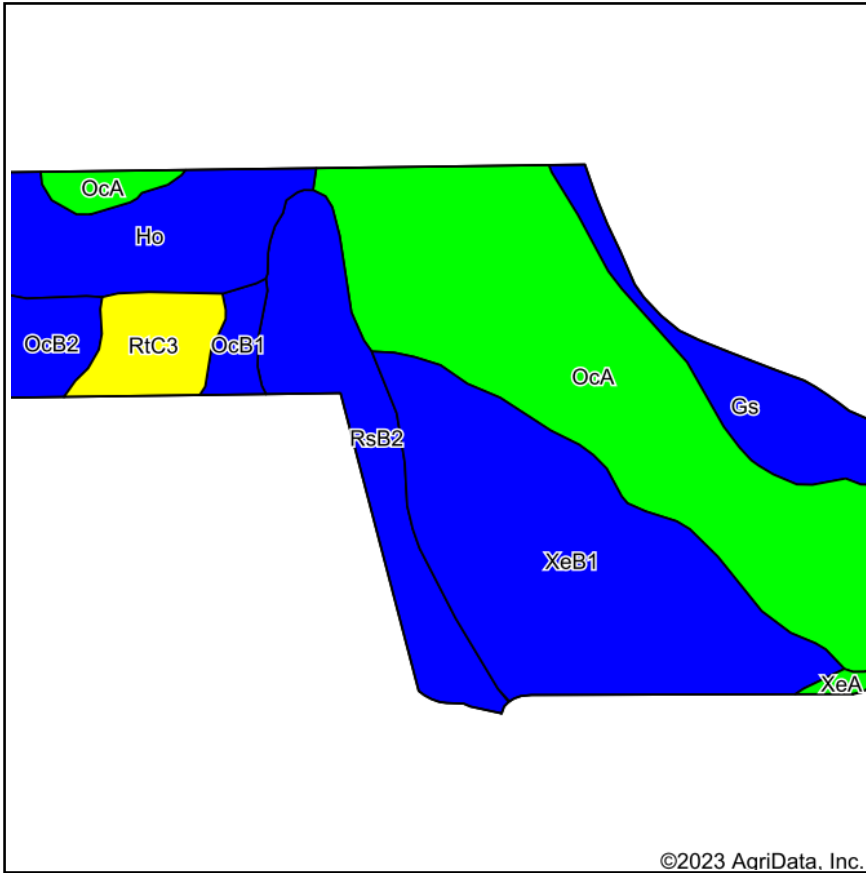 OcA
Ho
OcB2
RtC3
OcB1
OcA
Gs
RsB2
XeB1
XeA
©2023 AgriData, Inc.